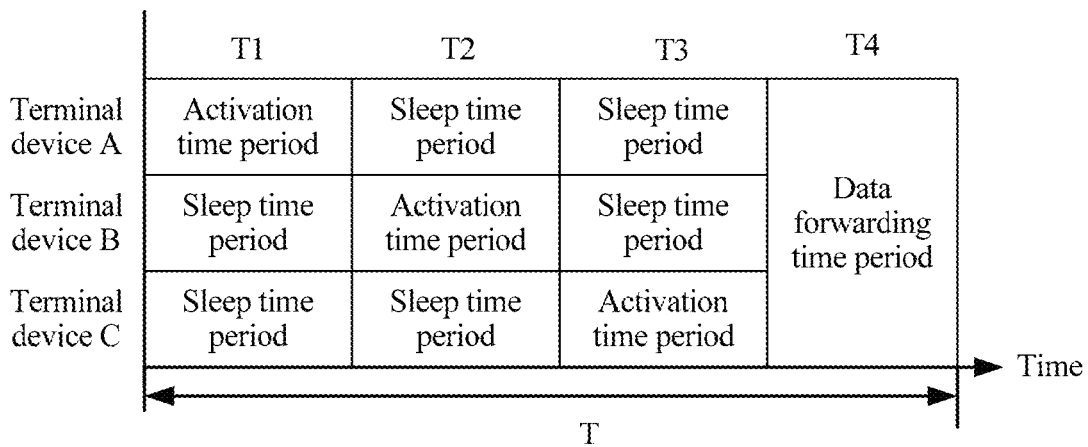 T1 T2 T3 T4
Terminal
device A
Activation
time period
Sleep time
period
Sleep time
period
Terminal
device B
Sleep time
period
Activation
time period
Sleep time
period
Data
forwarding
time period
Terminal
device C
Sleep time
period
Sleep time
period
Activation
time period
Time
T